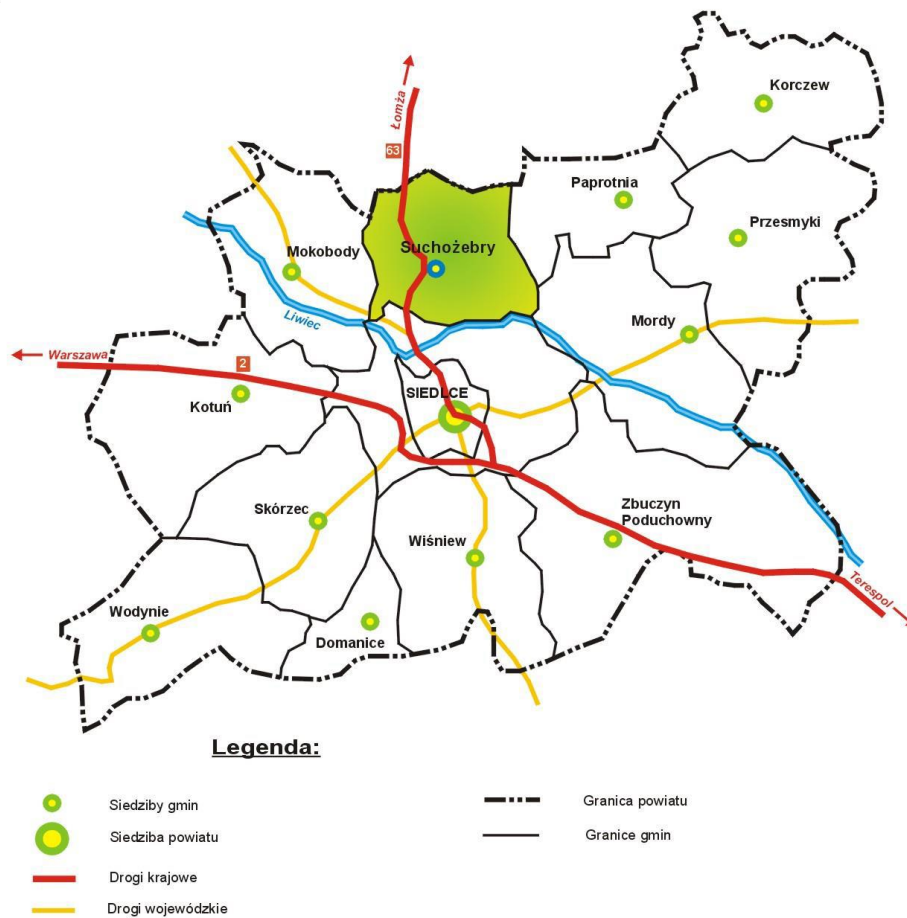 Korczew
Łomża
63
Paprotnia
Przesmyki
Suchożebry
Mokobody
Liwiec
Mordy
Warszawa
2
SIEDLCE
Kotuń
Skórzec
Zbuczyn
Poduchowny
Wiśniew
Terespol
Wodynie
Domanice
Legenda:
Siedziby gmin
Siedziba powiatu
Drogi krajowe
Drogi wojewódzkie
Granica powiatu
Granice gmin